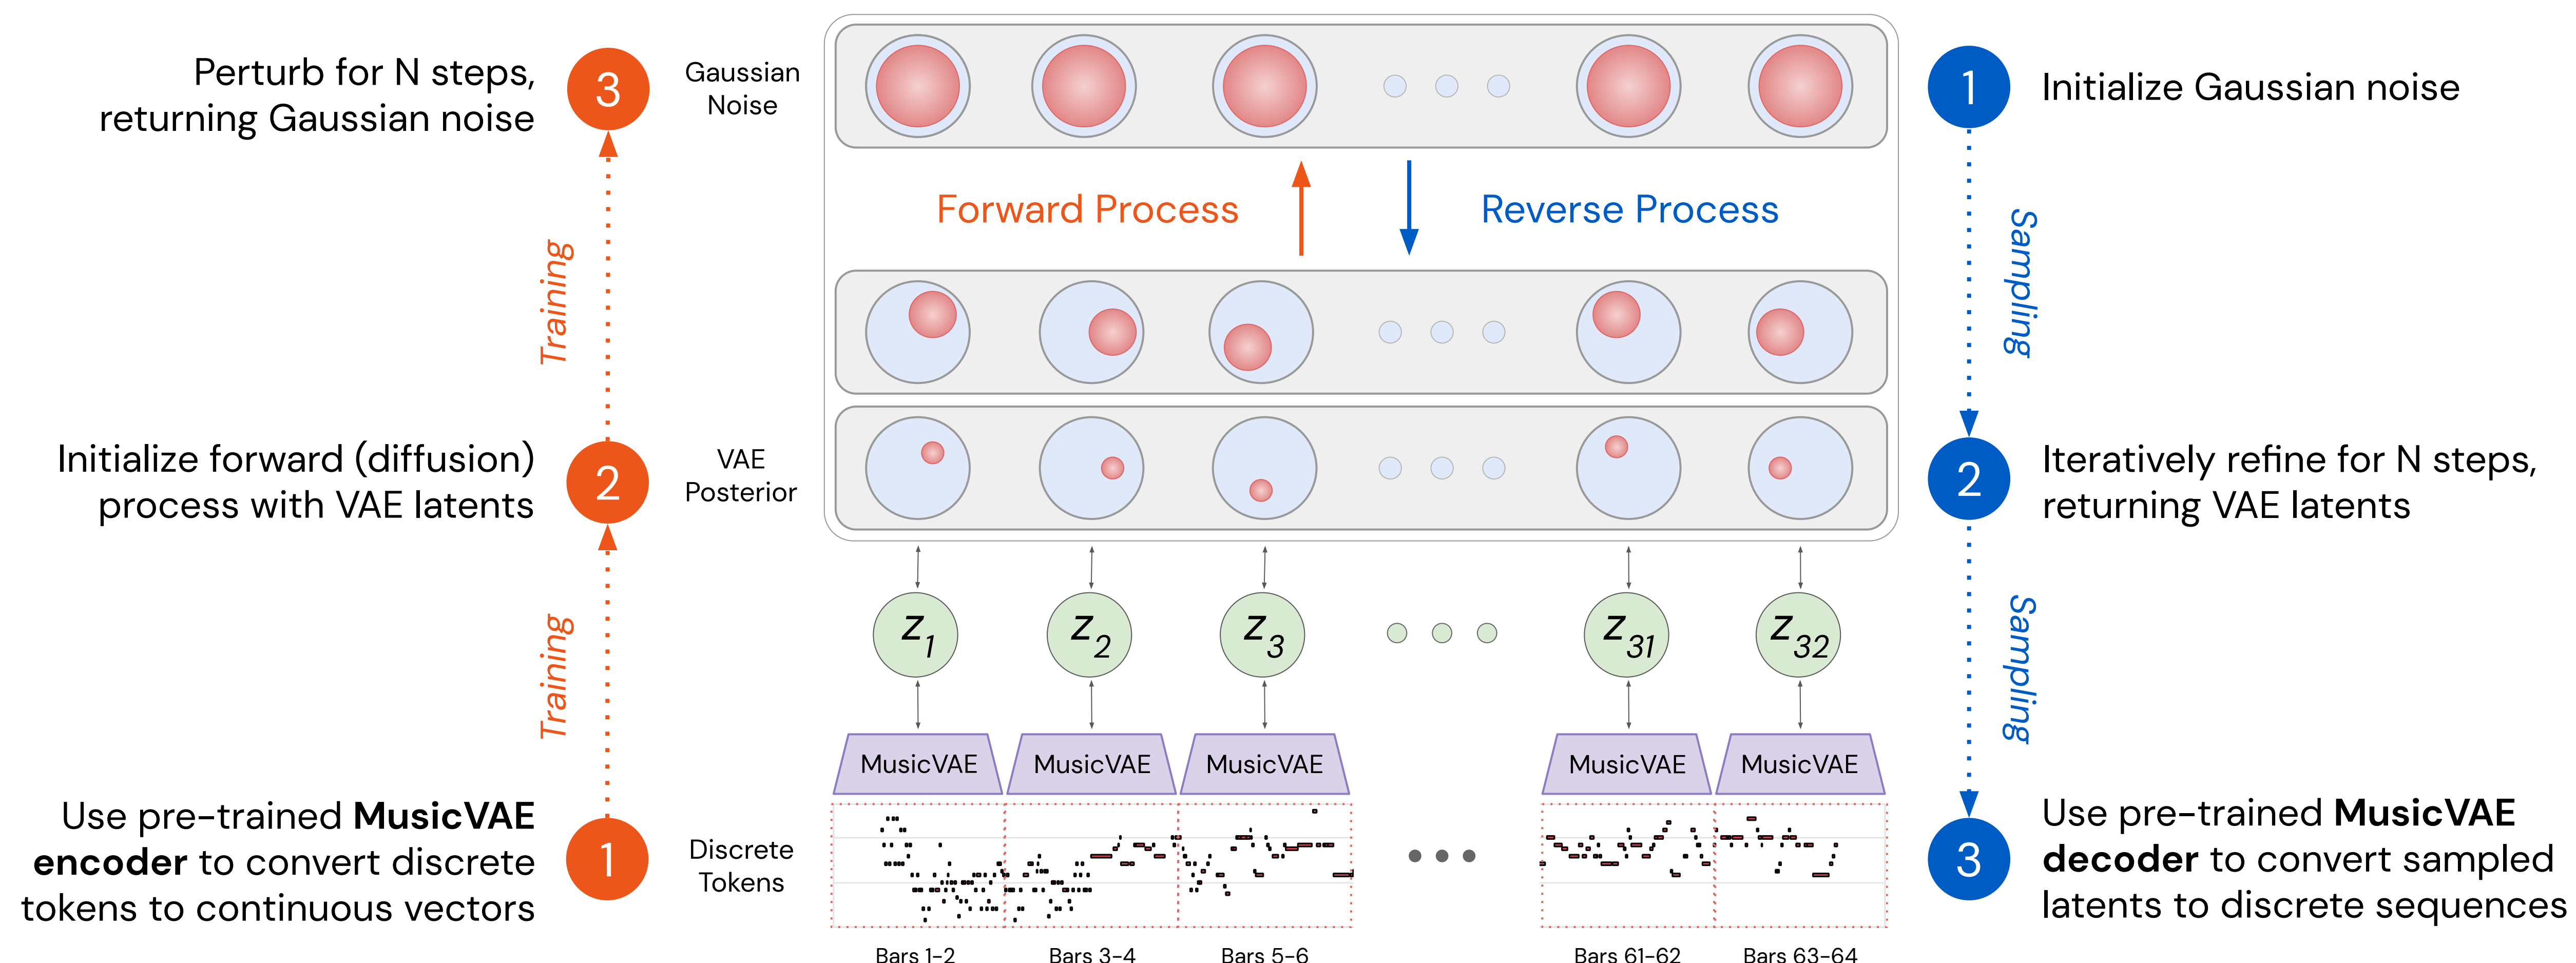 Perturb for N steps,
returning Gaussian noise
3
Gaussian
Noise
1
Initialize Gaussian noise
Forward Process
Reverse Process
Training
Sampling
Initialize forward (diffusion)
process with VAE latents
2
VAE
Posterior
2
Iteratively refine for N steps,
returning VAE latents
Training
z1
z2
z3
z31
z32
Sampling
MusicVAE
MusicVAE
MusicVAE
MusicVAE
MusicVAE
Use pre-trained MusicVAE
encoder to convert discrete
tokens to continuous vectors
1
Discrete
Tokens
3
Use pre-trained MusicVAE
decoder to convert sampled
latents to discrete sequences
Bars 1-2
Bars 3-4
Bars 5-6
Bars 61-62
Bars 63-64